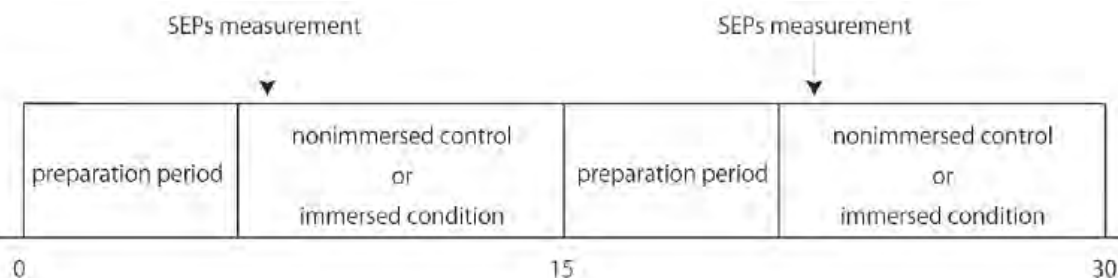 SEPs measurement
SEPs measurement
preparation period
nonimmersed control
or
immersed condition
preparation period
nonimmersed control
or
immersed condition
0
15
30